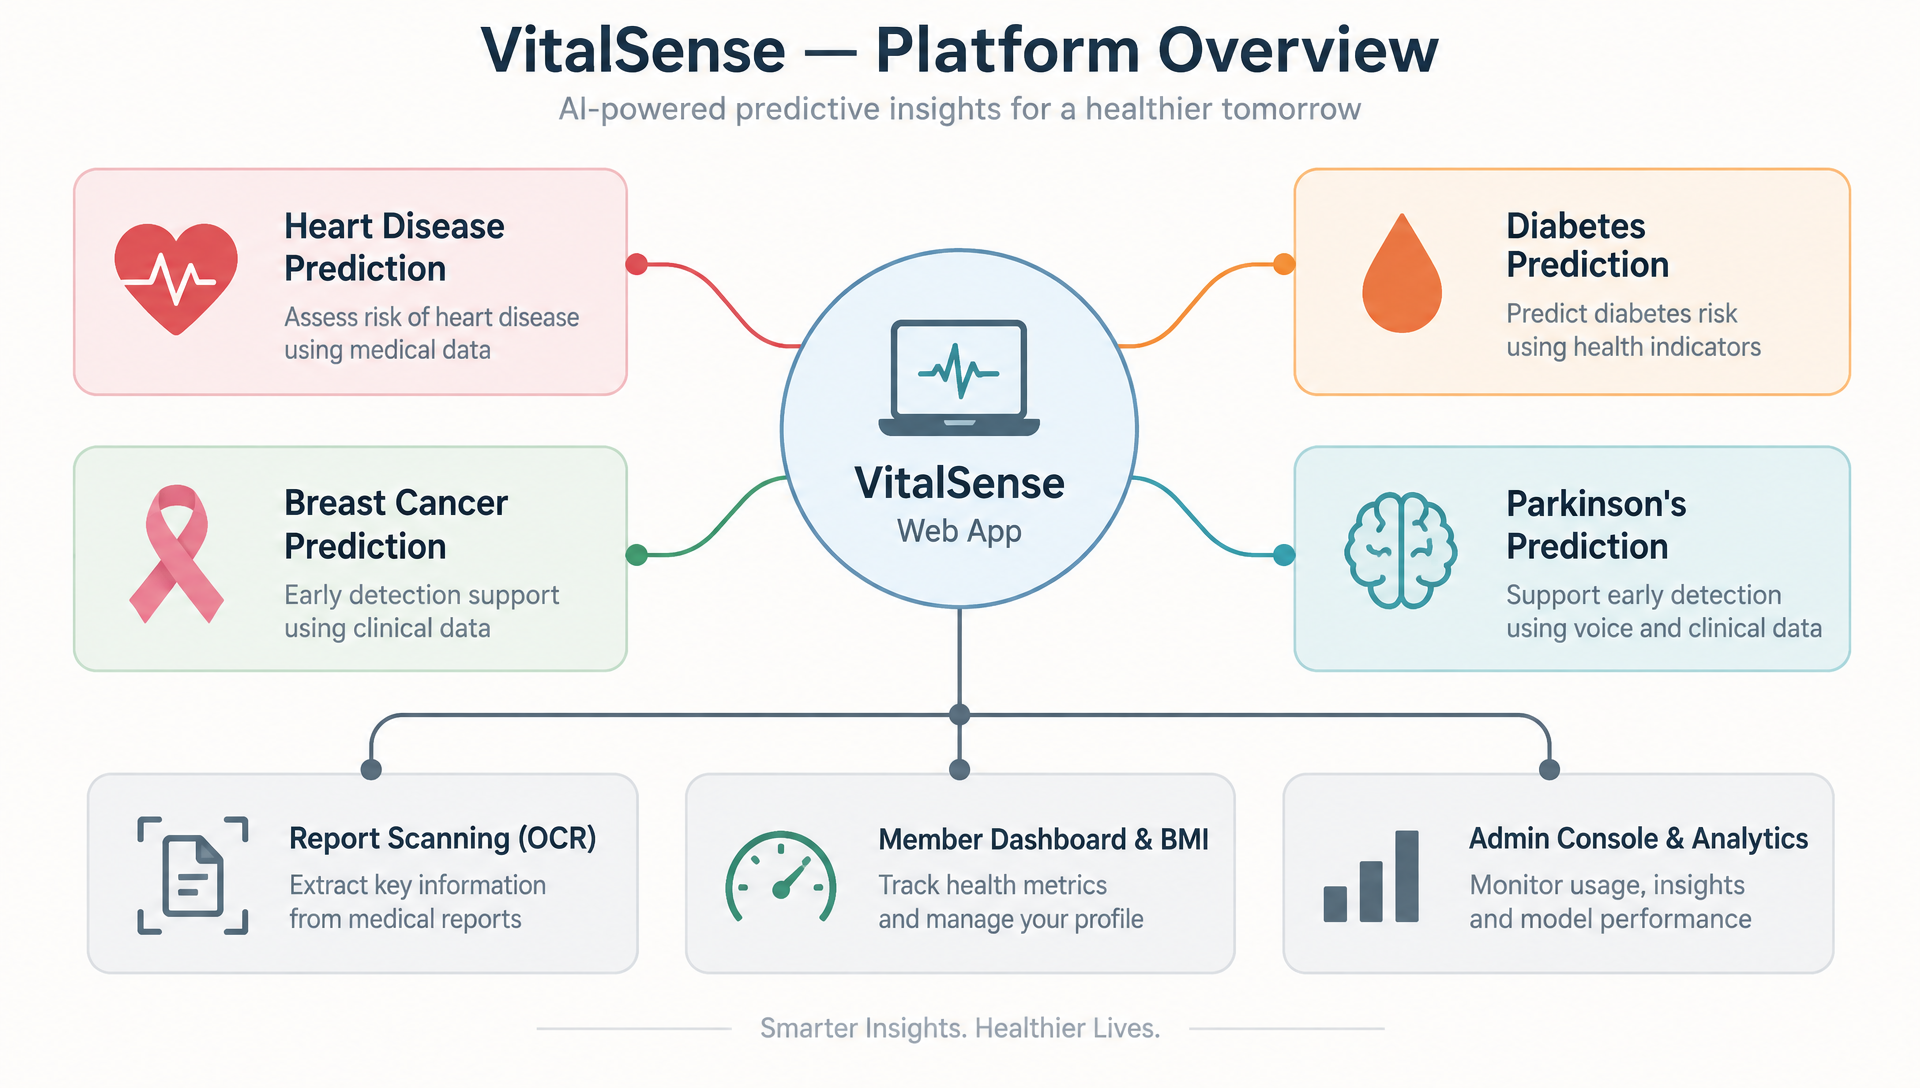 VitalSense — Platform Overview
AI-powered predictive insights for a healthier tomorrow
Heart Disease
Prediction
Assess risk of heart disease
using medical data
Diabetes
Prediction
Predict diabetes risk
using health indicators
VitalSense
Web App
Breast Cancer
Prediction
Early detection support
using clinical data
Parkinson's
Prediction
Support early detection
using voice and clinical data
Report Scanning (OCR)
Extract key information
from medical reports
Member Dashboard & BMI
Track health metrics
and manage your profile
Admin Console & Analytics
Monitor usage, insights
and model performance
Smarter Insights. Healthier Lives.